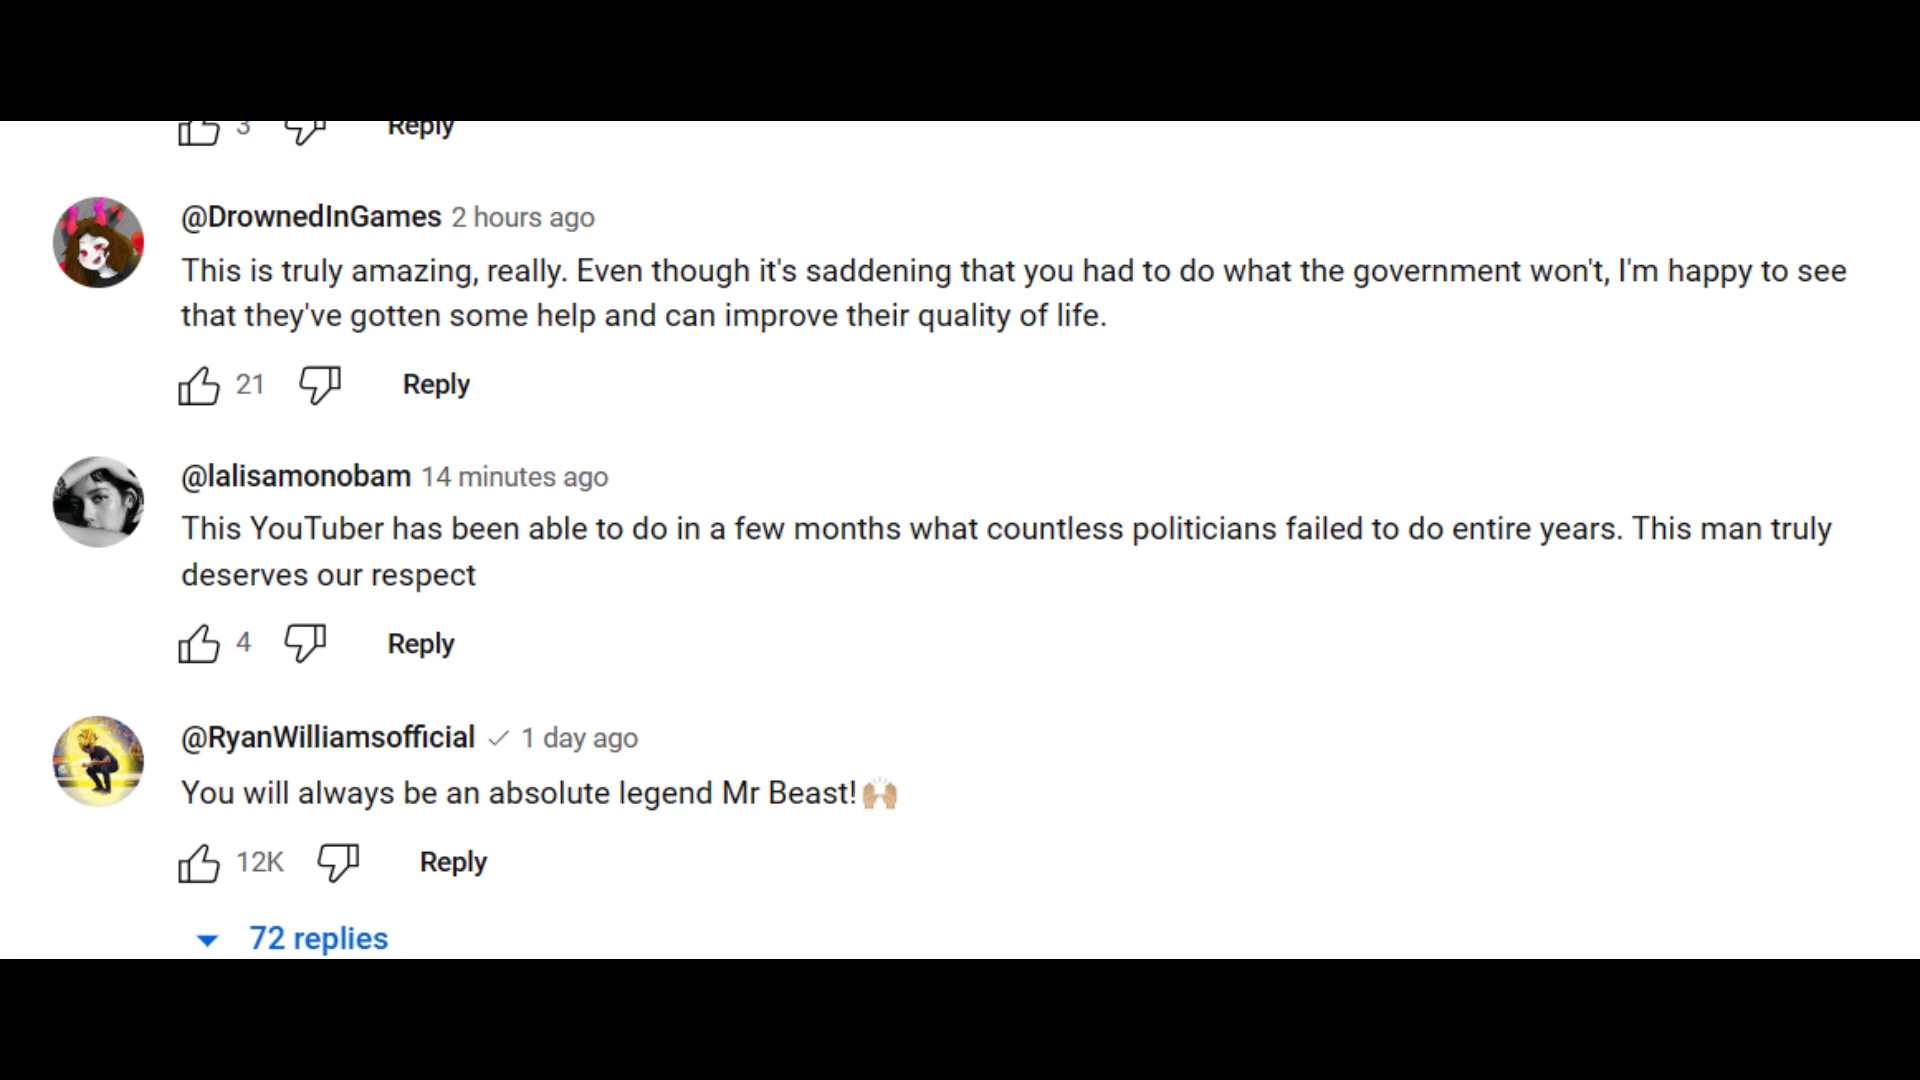 3 Reply
@DrownedInGames 2 hours ago
This is truly amazing, really. Even though it's saddening that you had to do what the government won't, I'm happy to see
that they've gotten some help and can improve their quality of life.
21 Reply
@lalisamonobam 14 minutes ago
This YouTuber has been able to do in a few months what countless politicians failed to do entire years. This man truly
deserves our respect
4 Reply
@RyanWilliamsofficial 1 day ago
You will always be an absolute legend Mr Beast!🙌🏼
12K Reply
72 replies